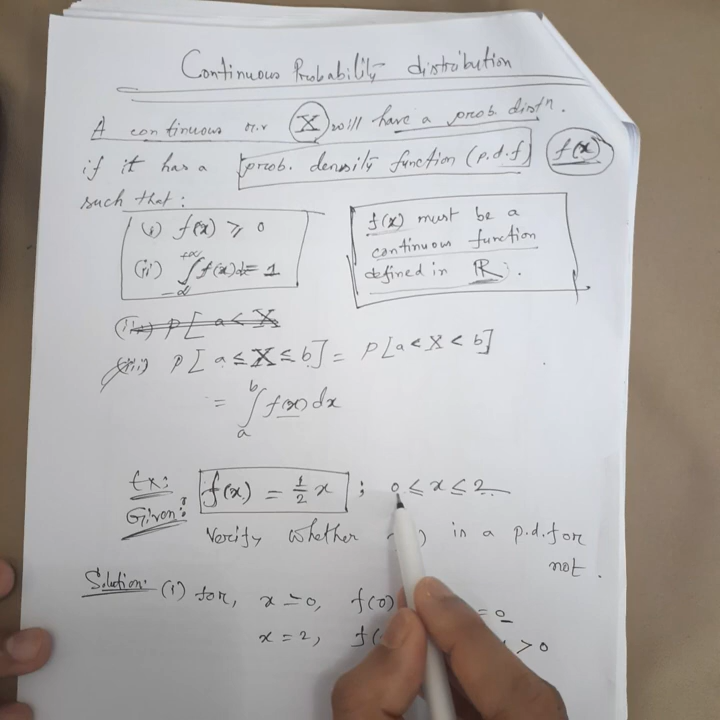 Continuous Probability distribution
A continuous r.v X will have a prob. distn.
if it has a prob. density function (p.d.f) f(x)
such that:
(i) f(x) ≥ 0
(ii) ∫_{-∞}^{+∞} f(x)dx = 1
f(x) must be a
continuous function
defined in ℝ.
(iii) P[ a < X
(iii) P[ a ≤ X ≤ b] = P[a < X < b]
= ∫_a^b f(x) dx
Ex: f(x) = 1/2 x ; 0 ≤ x ≤ 2
Given:
Verify whether ) is a p.d.f or
not.
Solution: (i) for, x = 0, f(0) = 0
x = 2, f( > 0